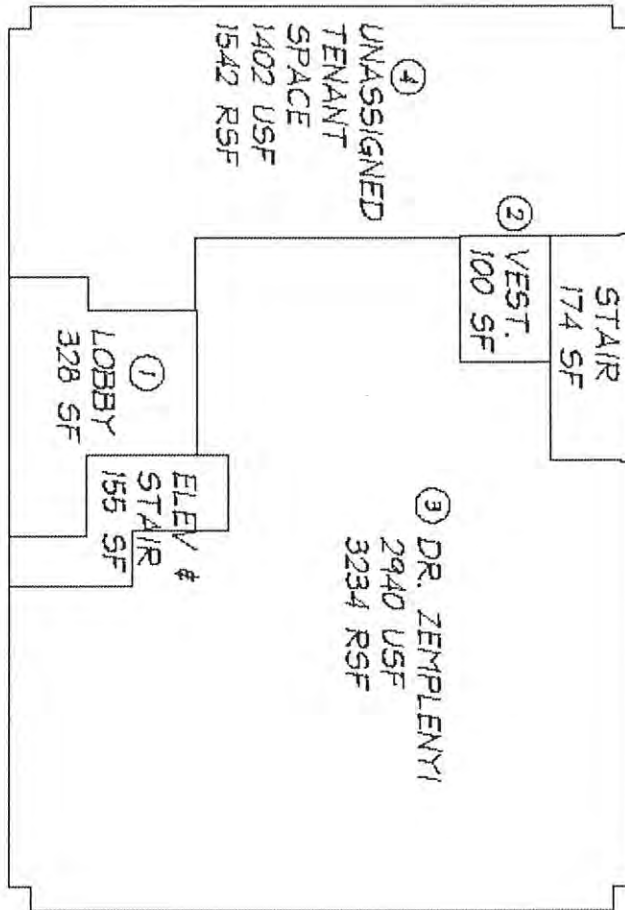 ④
UNASSIGNED
TENANT
SPACE
1402 USF
1542 RSF
②
VEST.
100 SF
STAIR
174 SF
①
LOBBY
328 SF
ELEV &
STAIR
155 SF
③ DR. ZEMPLENYI
2940 USF
3234 RSF